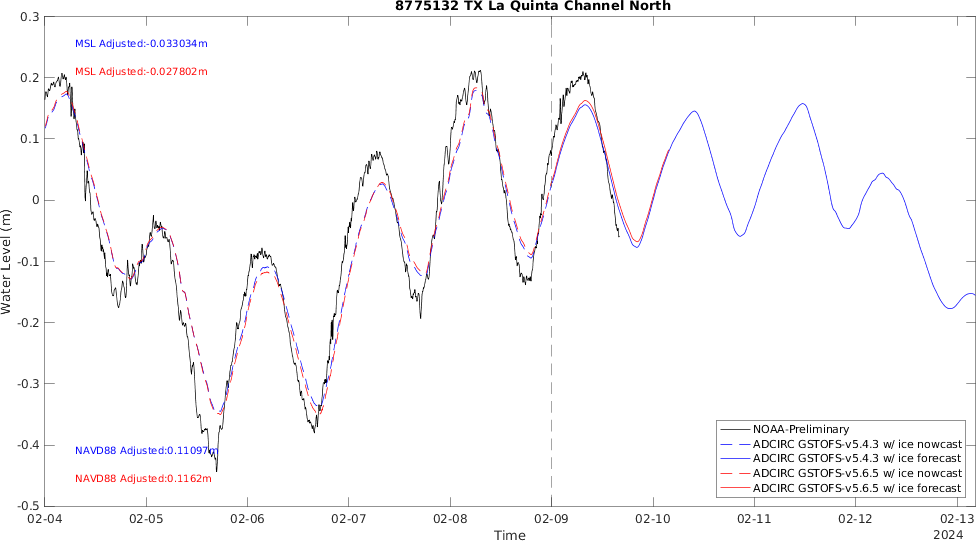 8775132 TX La Quinta Channel North
0.3
MSL Adjusted:-0.033034m
MSL Adjusted:-0.027802m
0.2
0.1
0
-0.1
-0.2
-0.3
-0.4
-0.5
Water Level (m)
NAVD88 Adjusted:0.11097m
NAVD88 Adjusted:0.1162m
NOAA-Preliminary
ADCIRC GSTOFS-v5.4.3 w/ ice nowcast
ADCIRC GSTOFS-v5.4.3 w/ ice forecast
ADCIRC GSTOFS-v5.6.5 w/ ice nowcast
ADCIRC GSTOFS-v5.6.5 w/ ice forecast
02-04 02-05 02-06 02-07 02-08 02-09 02-10 02-11 02-12 02-13
Time
2024